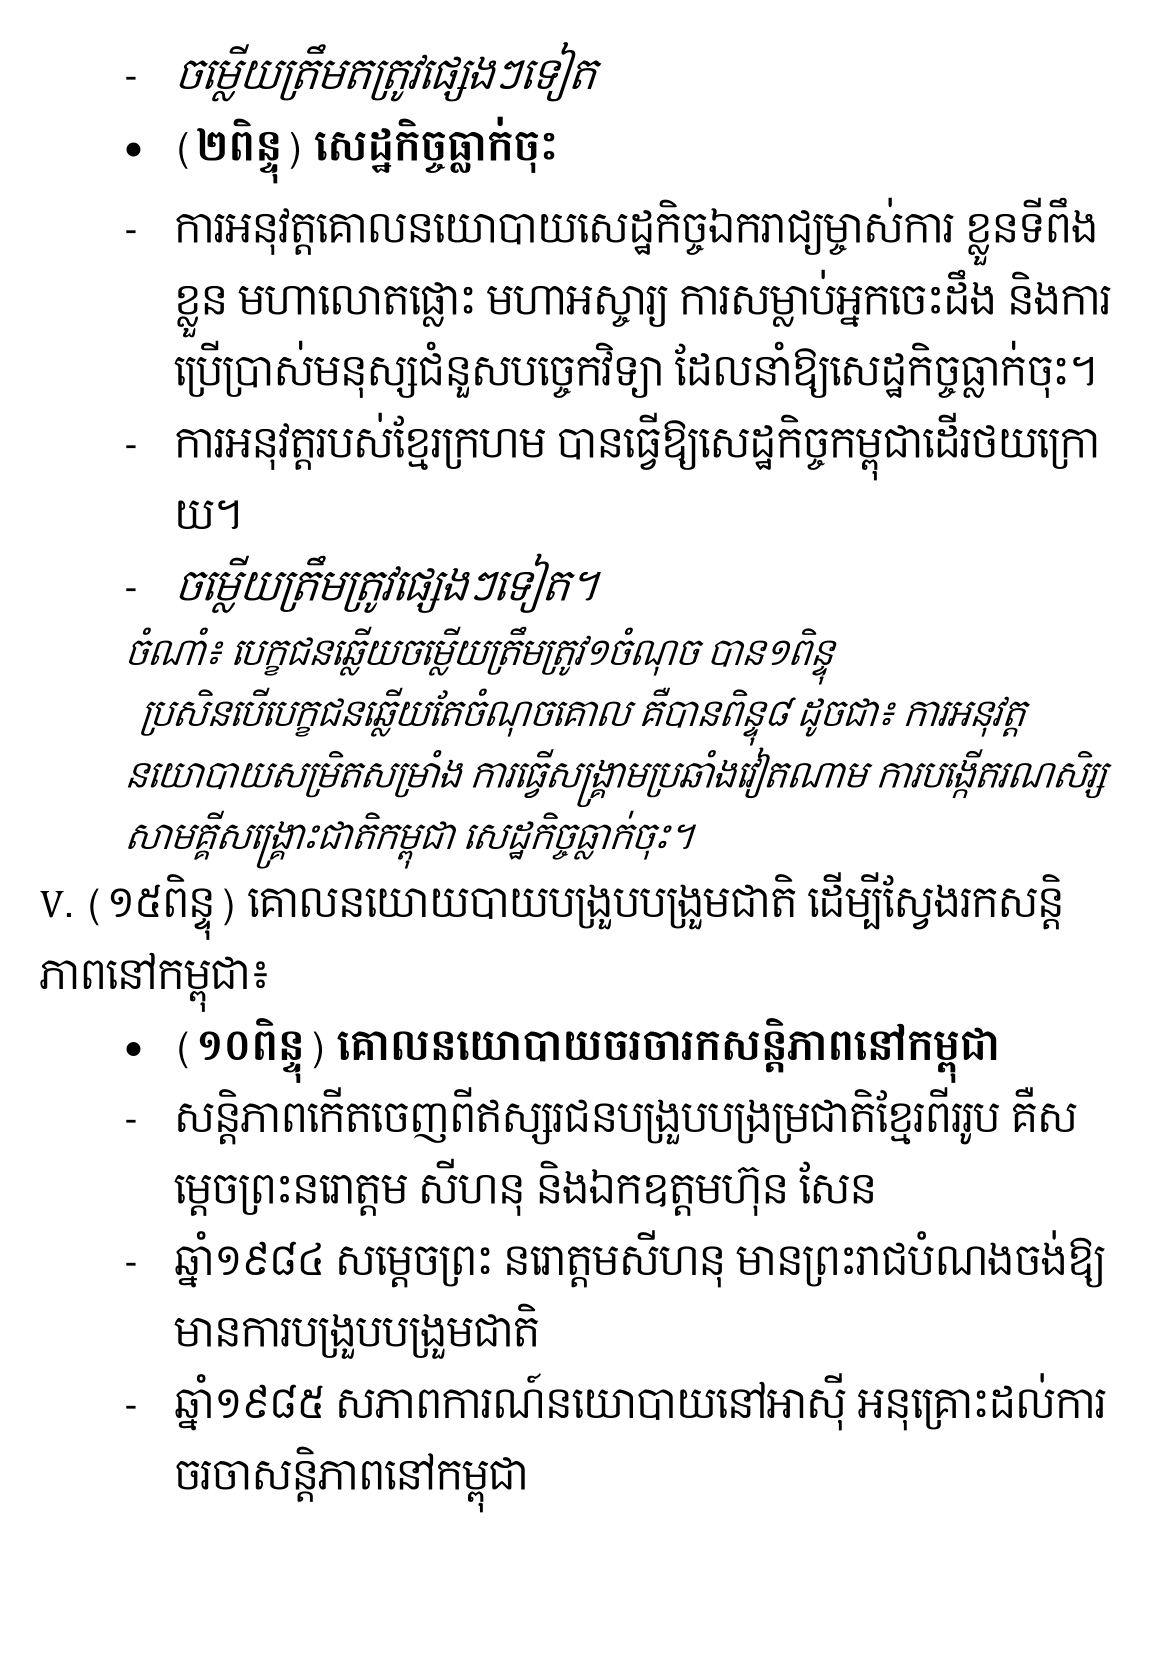 - ចម្លើយត្រឹមតត្រូវផ្សេងៗទៀត
• (២ពិន្ទុ) សេដ្ឋកិច្ចធ្លាក់ចុះ
- ការអនុវត្តគោលនយោបាយសេដ្ឋកិច្ចឯករាជ្យម្ចាស់ការ ខ្លួនទីពឹង
ខ្លួន មហាលោតផ្លោះ មហាអស្ចារ្យ ការសម្លាប់អ្នកចេះដឹង និងការ
ប្រើប្រាស់មនុស្សជំនួសបច្ចេកវិទ្យា ដែលនាំឱ្យសេដ្ឋកិច្ចធ្លាក់ចុះ។
- ការអនុវត្តរបស់ខ្មែរក្រហម បានធ្វើឱ្យសេដ្ឋកិច្ចកម្ពុជាដើរថយក្រោ
យ។
- ចម្លើយត្រឹមត្រូវផ្សេងៗទៀត។
ចំណាំ៖ បេក្ខជនឆ្លើយចម្លើយត្រឹមត្រូវ១ចំណុច បាន១ពិន្ទុ
ប្រសិនបើបេក្ខជនឆ្លើយតែចំណុចគោល គឺបានពិន្ទុ៨ ដូចជា៖ ការអនុវត្ត
នយោបាយសម្រិតសម្រាំង ការធ្វើសង្គ្រាមប្រឆាំងវៀតណាម ការបង្កើតរណសិរ្ស
សាមគ្គីសង្គ្រោះជាតិកម្ពុជា សេដ្ឋកិច្ចធ្លាក់ចុះ។
V. (១៥ពិន្ទុ) គោលនយោយបាយបង្រួបបង្រួមជាតិ ដើម្បីស្វែងរកសន្តិ
ភាពនៅកម្ពុជា៖
• (១០ពិន្ទុ) គោលនយោបាយចរចារកសន្តិភាពនៅកម្ពុជា
- សន្តិភាពកើតចេញពីឥស្សរជនបង្រួបបង្រម្រជាតិខ្មែរពីររូប គឺស
ម្តេចព្រះនរោត្តម សីហនុ និងឯកឧត្តមហ៊ុន សែន
- ឆ្នាំ១៩៨៤ សម្តេចព្រះ នរោត្តមសីហនុ មានព្រះរាជបំណងចង់ឱ្យ
មានការបង្រួបបង្រួមជាតិ
- ឆ្នាំ១៩៨៥ សភាពការណ៍នយោបាយនៅអាស៊ី អនុគ្រោះដល់ការ
ចរចាសន្តិភាពនៅកម្ពុជា